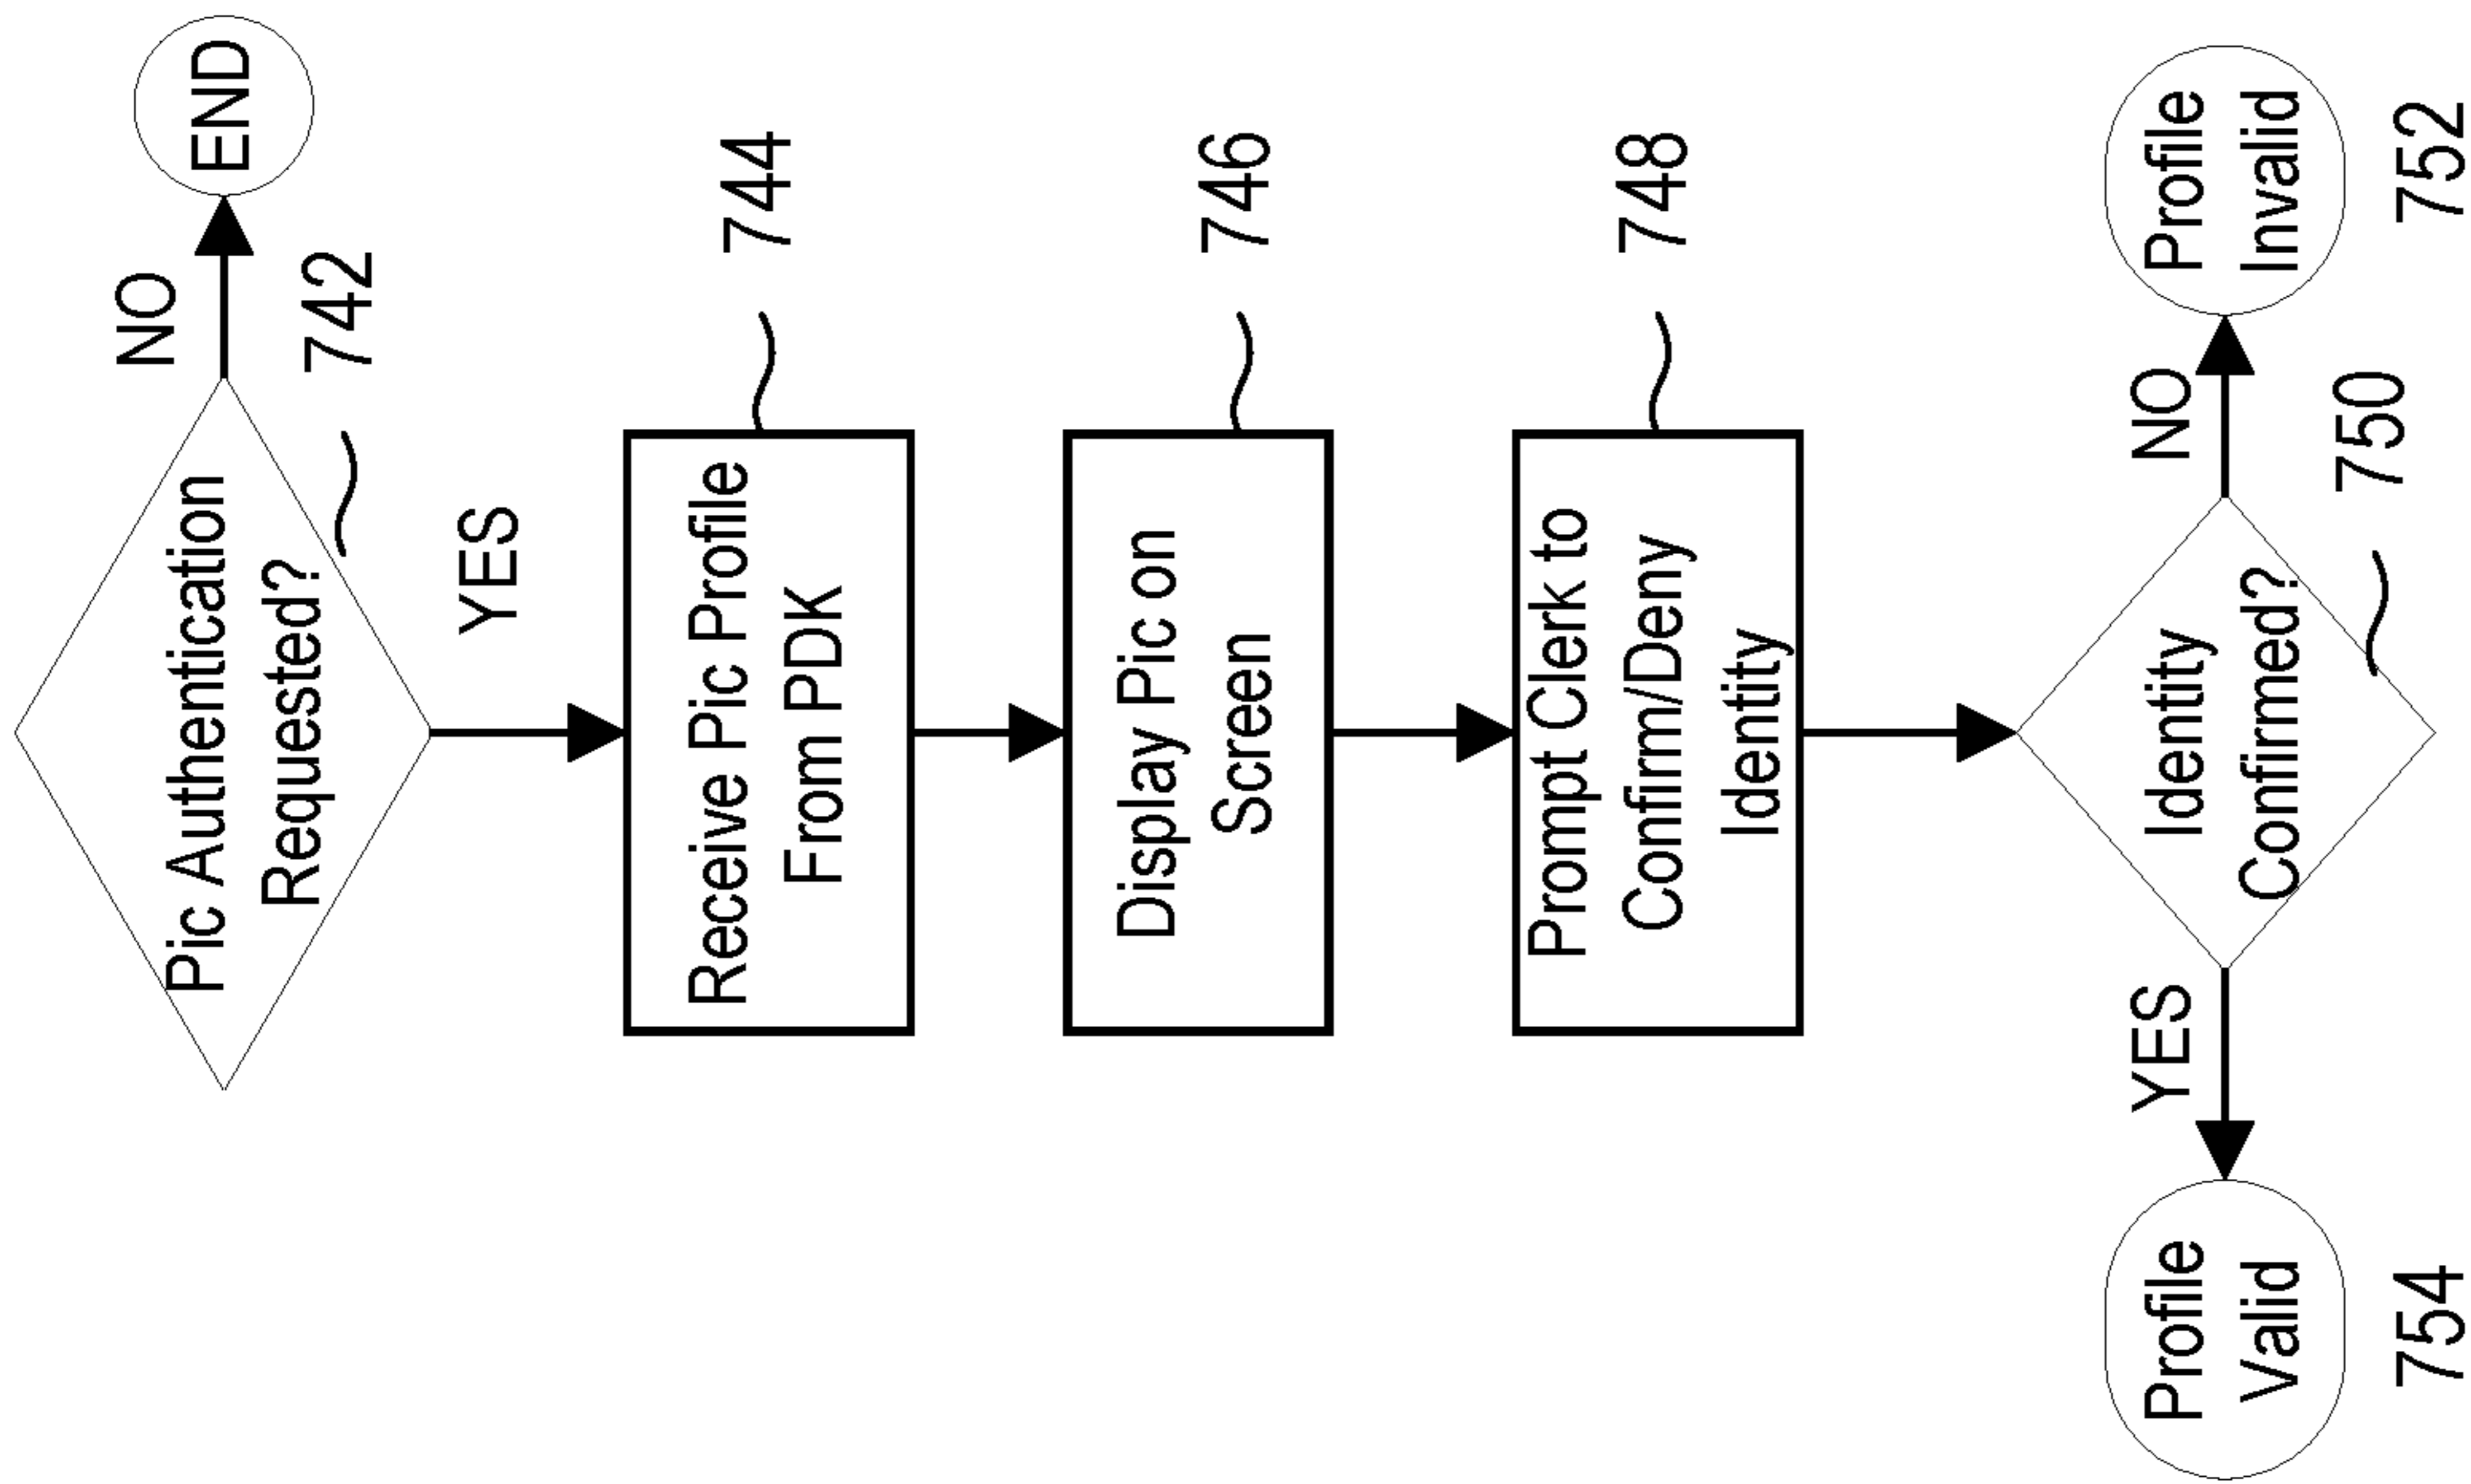 Pic Authentication
Requested?
742
NO
END
YES
Receive Pic Profile
From PDK
744
Display Pic on
Screen
746
Prompt Clerk to
Confirm/Deny
Identity
748
Identity
Confirmed?
750
YES
NO
Profile
Valid
754
Profile
Invalid
752